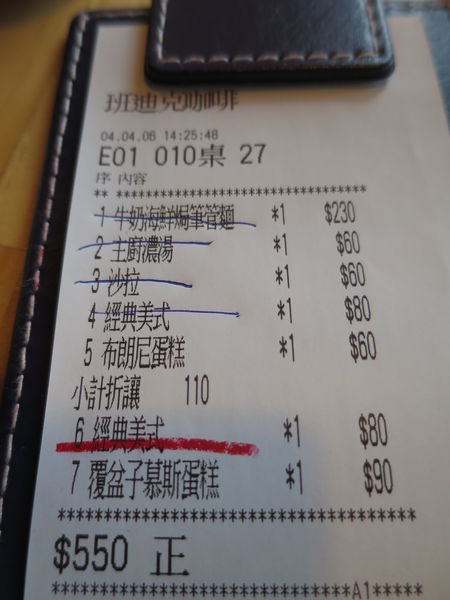 班迪克咖啡
04.04.06 14:25:48
E01 010桌 27
序 內容
** *****************************
1 牛奶海鮮焗筆管麵 *1 $230
2 主廚濃湯 *1 $60
3 沙拉 *1 $60
4 經典美式 *1 $80
5 布朗尼蛋糕 *1 $60
小計折讓 110
6 經典美式 *1 $80
7 覆盆子慕斯蛋糕 *1 $90
**********************************
$550 正
******************************A1*****